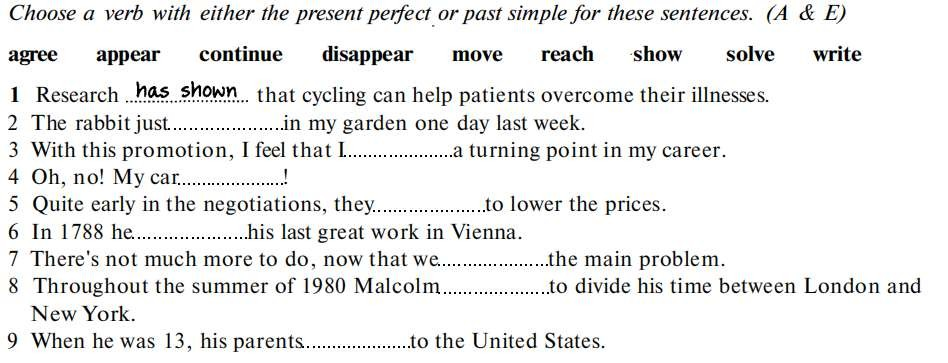 Choose a verb with either the present perfect or past simple for these sentences. (A & E)
agree appear continue disappear move reach show solve write
1 Research ...has shown... that cycling can help patients overcome their illnesses.
2 The rabbit just....................in my garden one day last week.
3 With this promotion, I feel that I....................a turning point in my career.
4 Oh, no! My car....................!
5 Quite early in the negotiations, they....................to lower the prices.
6 In 1788 he....................his last great work in Vienna.
7 There's not much more to do, now that we....................the main problem.
8 Throughout the summer of 1980 Malcolm....................to divide his time between London and
New York.
9 When he was 13, his parents....................to the United States.